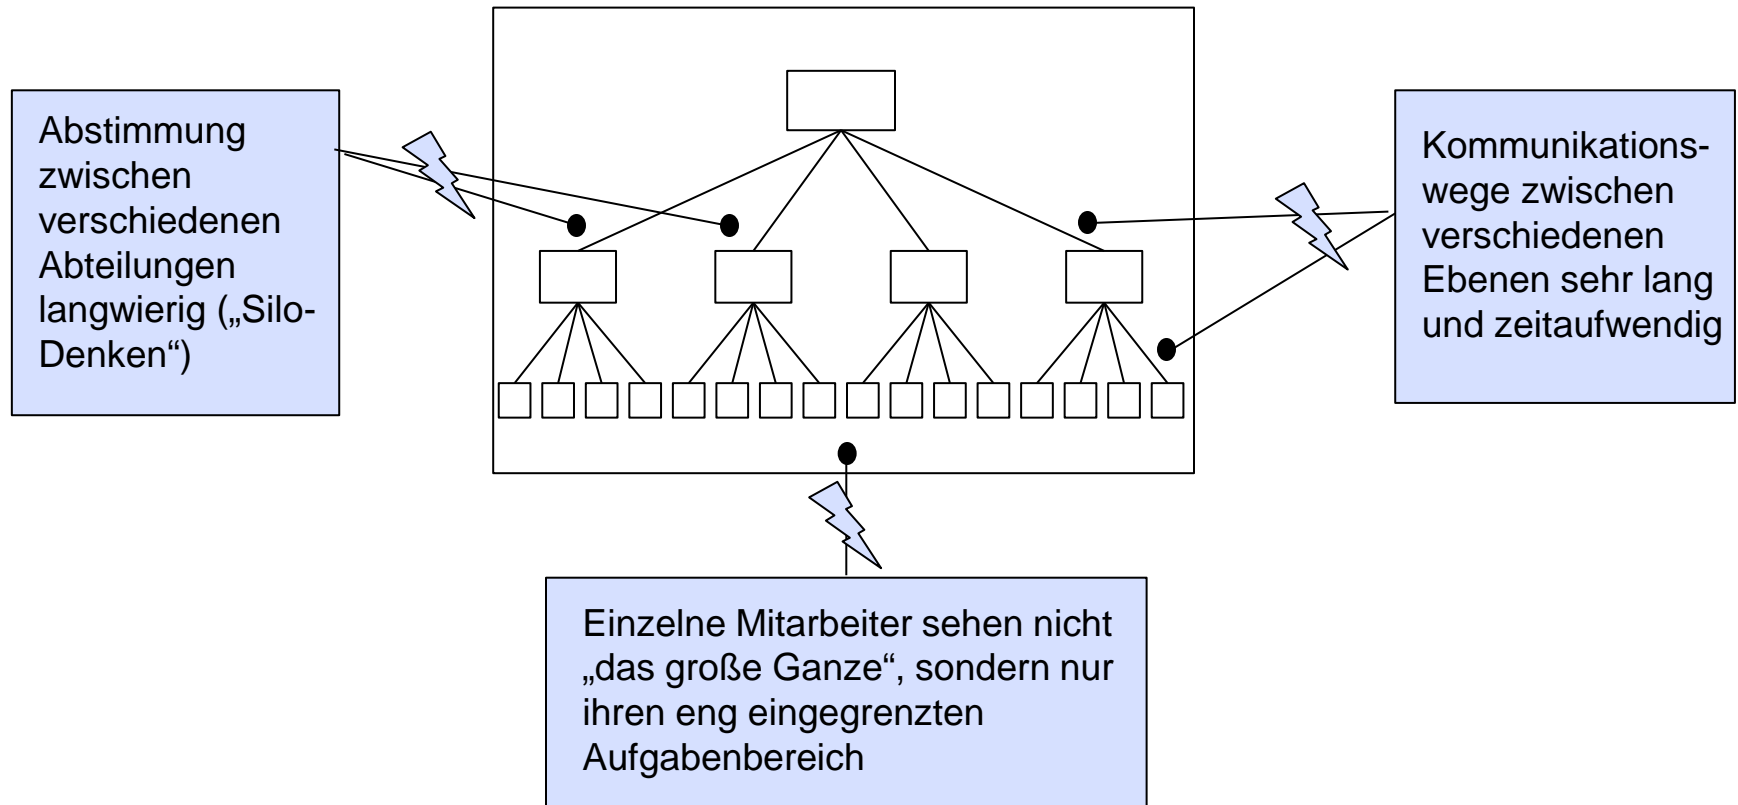 Abstimmung
zwischen
verschiedenen
Abteilungen
langwierig („Silo-
Denken“)
Kommunikations-
wege zwischen
verschiedenen
Ebenen sehr lang
und zeitaufwendig
Einzelne Mitarbeiter sehen nicht
„das große Ganze“, sondern nur
ihren eng eingegrenzten
Aufgabenbereich